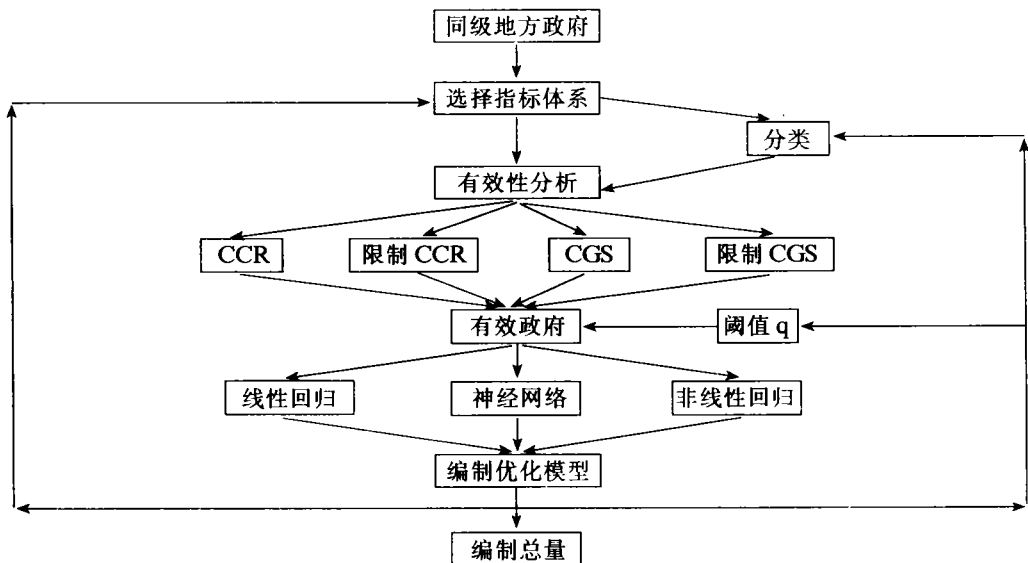 同级地方政府
选择指标体系
分类
有效性分析
CCR
限制 CCR
CGS
限制 CGS
有效政府
阈值 q
线性回归
神经网络
非线性回归
编制优化模型
编制总量